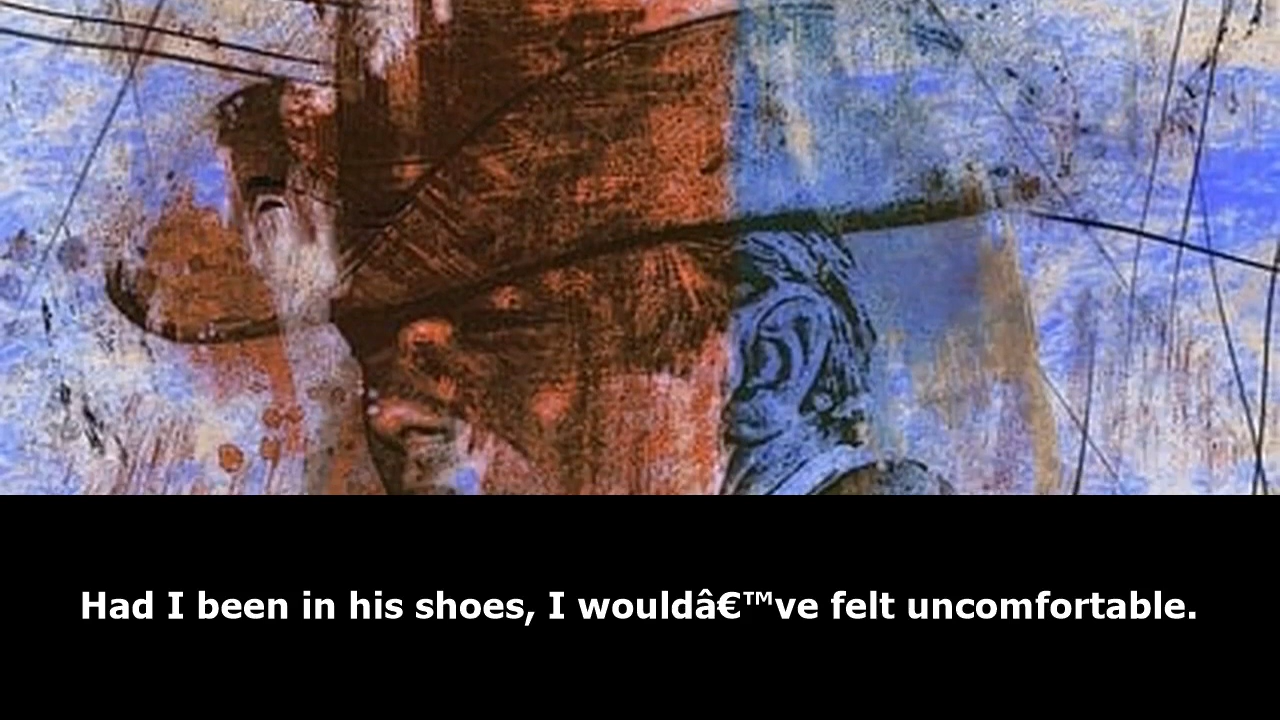 Had I been in his shoes, I wouldâ€™ve felt uncomfortable.